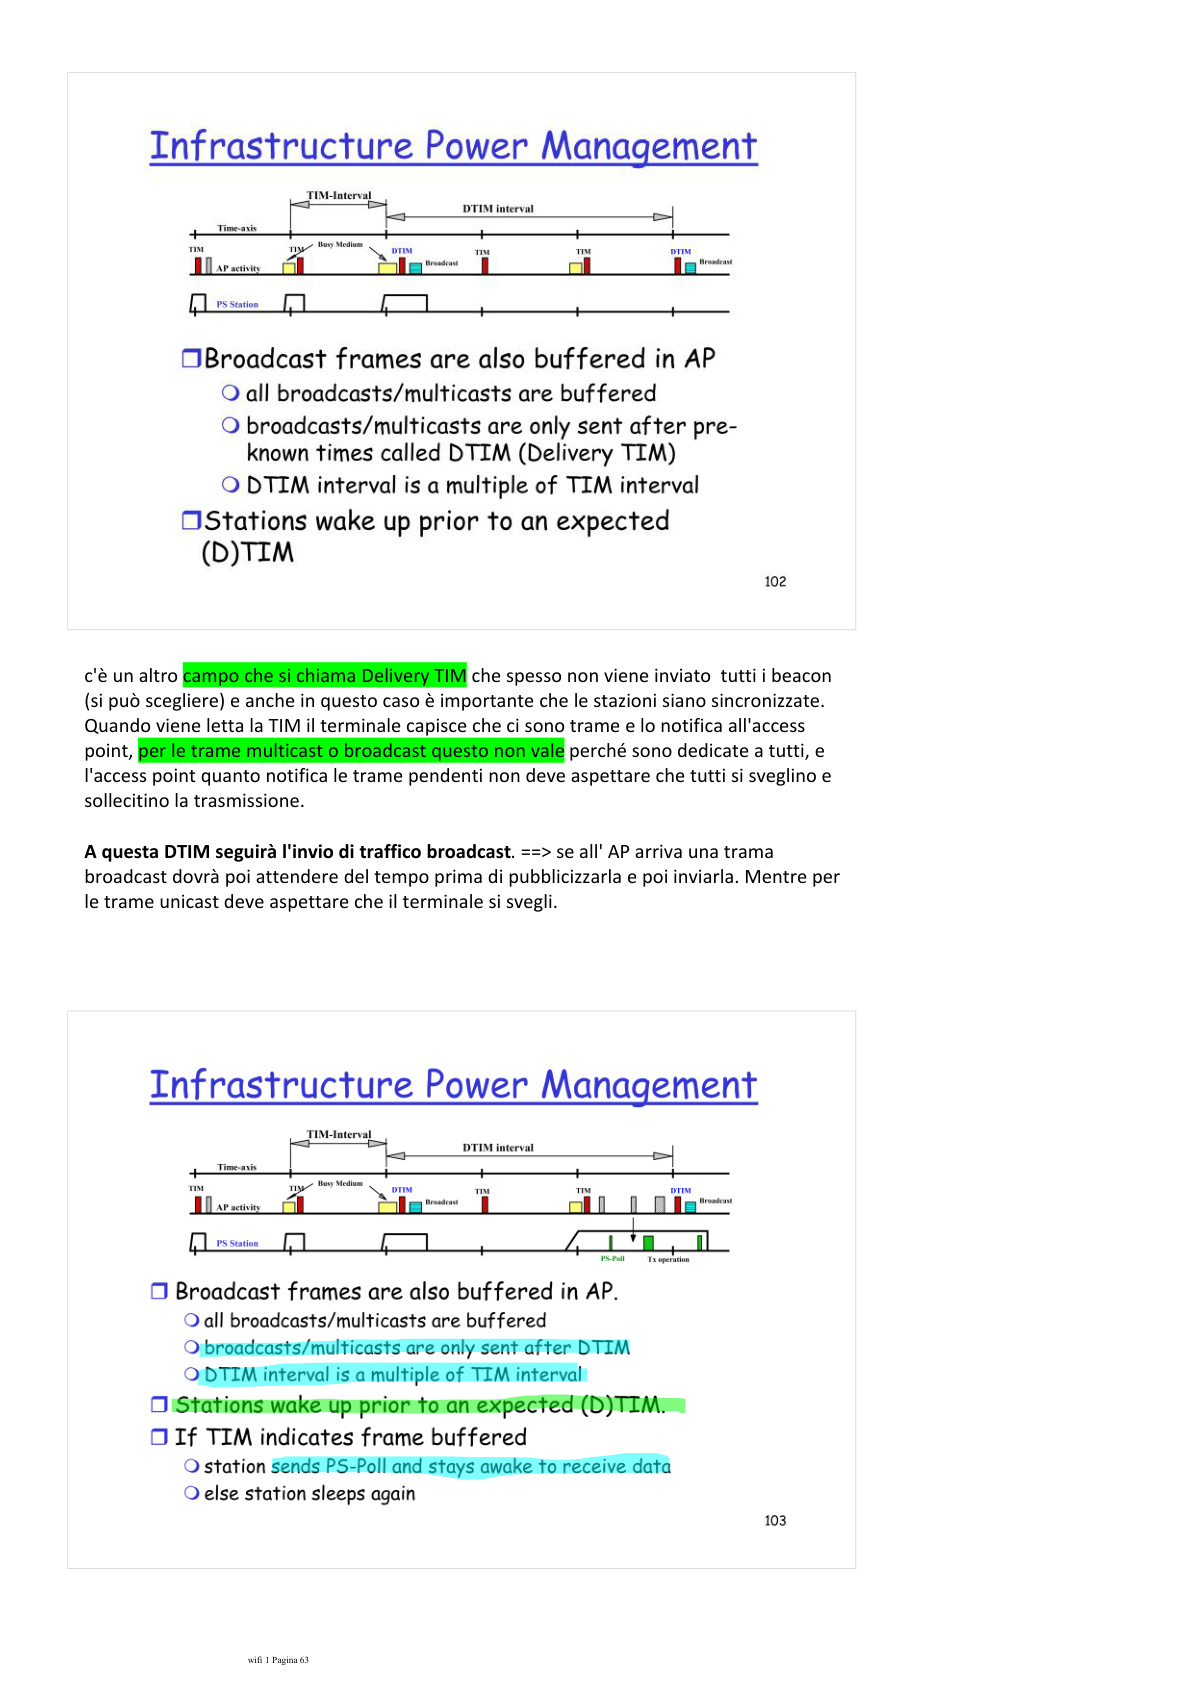 Infrastructure Power Management
TIM-Interval
DTIM interval
Time-axis
TIM
TIM
Busy Medium
DTIM
TIM
TIM
DTIM
AP activity
Broadcast
Broadcast
PS Station
Broadcast frames are also buffered in AP
all broadcasts/multicasts are buffered
broadcasts/multicasts are only sent after pre-
known times called DTIM (Delivery TIM)
DTIM interval is a multiple of TIM interval
Stations wake up prior to an expected
(D)TIM
102
c'è un altro campo che si chiama Delivery TIM che spesso non viene inviato  tutti i beacon
(si può scegliere) e anche in questo caso è importante che le stazioni siano sincronizzate.
Quando viene letta la TIM il terminale capisce che ci sono trame e lo notifica all'access
point, per le trame multicast o broadcast questo non vale perché sono dedicate a tutti, e
l'access point quanto notifica le trame pendenti non deve aspettare che tutti si sveglino e
sollecitino la trasmissione.
A questa DTIM seguirà l'invio di traffico broadcast. ==> se all' AP arriva una trama
broadcast dovrà poi attendere del tempo prima di pubblicizzarla e poi inviarla. Mentre per
le trame unicast deve aspettare che il terminale si svegli.
Infrastructure Power Management
TIM-Interval
DTIM interval
Time-axis
TIM
TIM
Busy Medium
DTIM
TIM
TIM
DTIM
AP activity
Broadcast
Broadcast
PS Station
PS-Poll
Tx operation
Broadcast frames are also buffered in AP.
all broadcasts/multicasts are buffered
broadcasts/multicasts are only sent after DTIM
DTIM interval is a multiple of TIM interval
Stations wake up prior to an expected (D)TIM.
If TIM indicates frame buffered
station sends PS-Poll and stays awake to receive data
else station sleeps again
103
wifi 1 Pagina 63